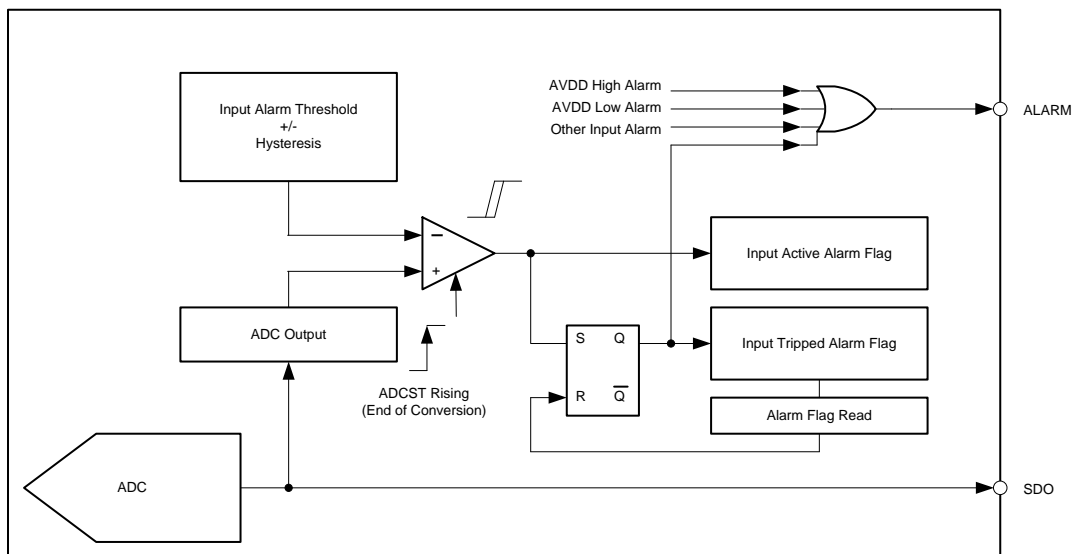 AVDD High Alarm
AVDD Low Alarm
Other Input Alarm
ALARM
Input Alarm Threshold
+/-
Hysteresis
−
+
Input Active Alarm Flag
ADC Output
ADCST Rising
(End of Conversion)
S Q
R Q̅
Input Tripped Alarm Flag
Alarm Flag Read
ADC
SDO